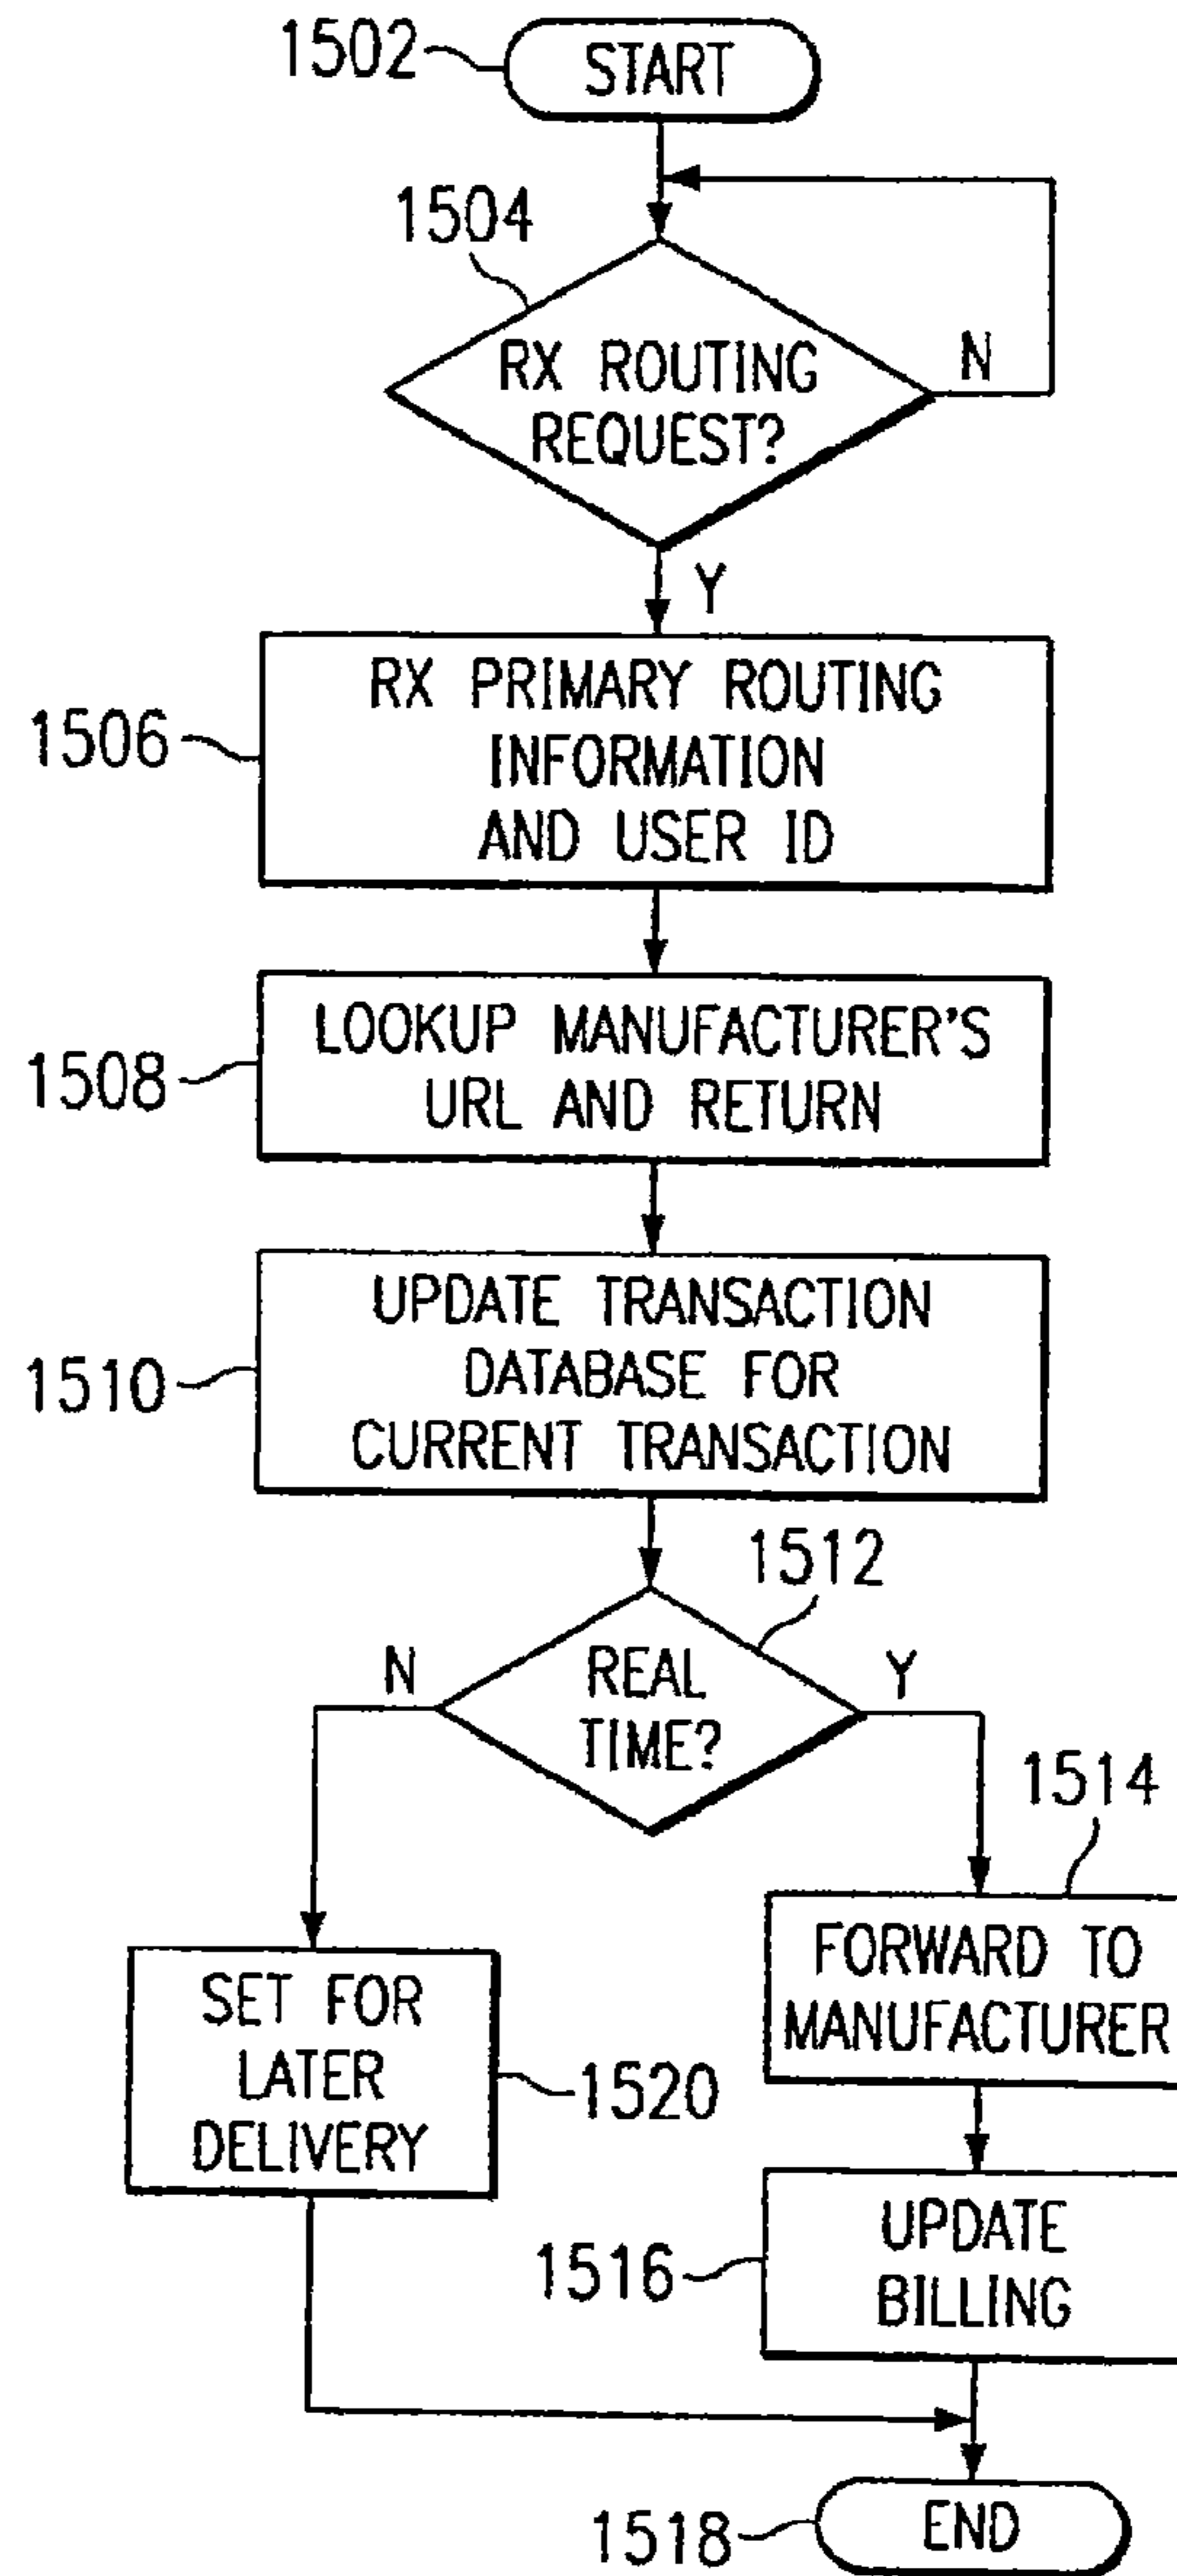 1502
START
1504
RX ROUTING
REQUEST?
N
Y
1506
RX PRIMARY ROUTING
INFORMATION
AND USER ID
1508
LOOKUP MANUFACTURER'S
URL AND RETURN
1510
UPDATE TRANSACTION
DATABASE FOR
CURRENT TRANSACTION
1512
N
REAL
TIME?
Y
1514
FORWARD TO
MANUFACTURER
SET FOR
LATER
DELIVERY
1520
1516
UPDATE
BILLING
1518
END